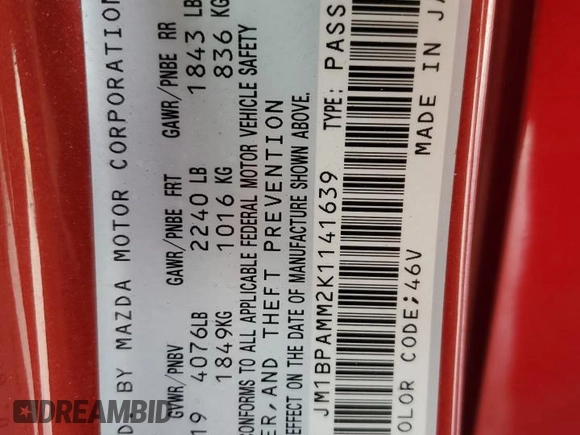 D BY MAZDA MOTOR CORPORATION
GVWR/PNBV GAWR/PNBE FRT GAWR/PNBE RR
19 4076LB 2240 LB 1843 LB
1849KG 1016 KG 836 KG
CONFORMS TO ALL APPLICABLE FEDERAL MOTOR VEHICLE SAFETY
ER,AND THEFT PREVENTION
EFFECT ON THE DATE OF MANUFACTURE SHOWN ABOVE.
JM1BPAMM2K1141639 TYPE: PASS
OLOR CODE;46V MADE IN JA
DREAMBID